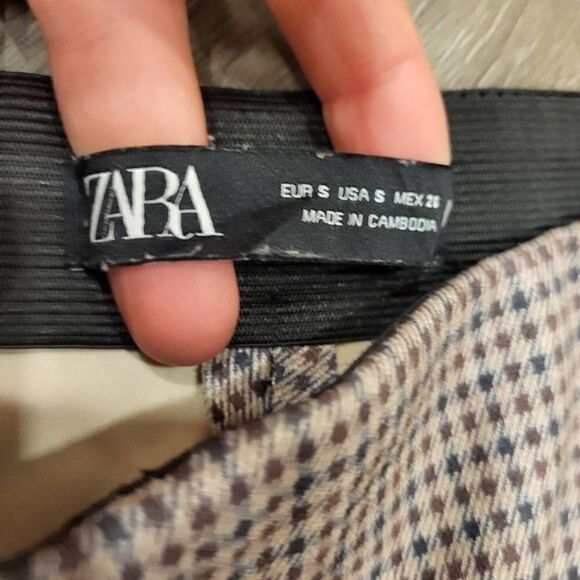 ZARA
EUR S USA S MEX 26
MADE IN CAMBODIA